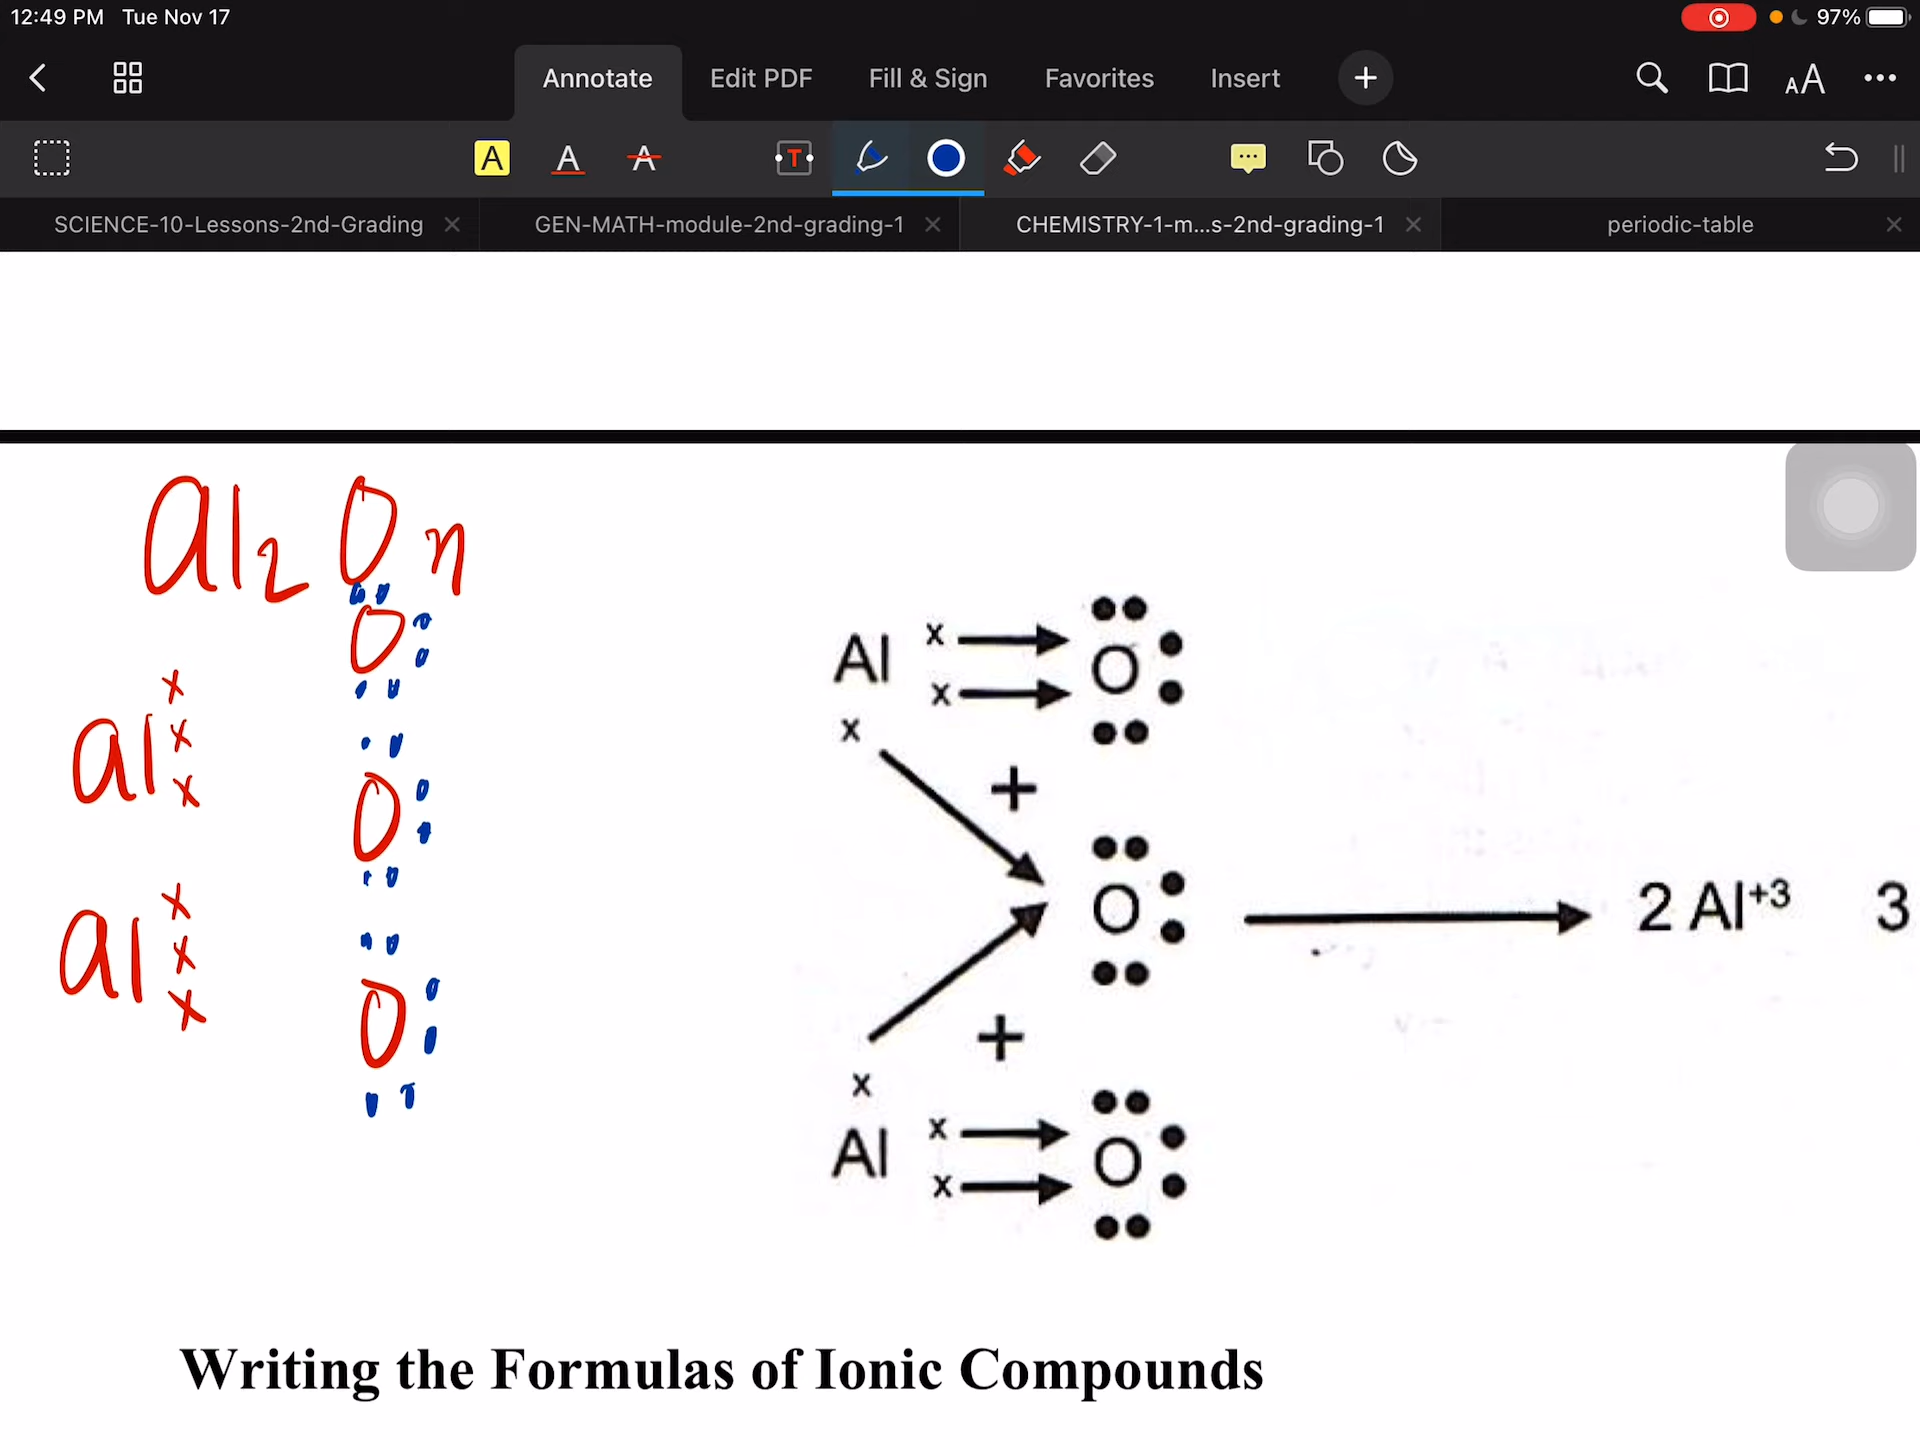 12:49 PM Tue Nov 17 97%
Annotate Edit PDF Fill & Sign Favorites Insert + AA
A A A T
SCIENCE-10-Lessons-2nd-Grading GEN-MATH-module-2nd-grading-1 CHEMISTRY-1-m...s-2nd-grading-1 periodic-table
Al₂ O n
O
Al x x x
O
Al x x x
O
Al x x O
x
+
O 2 Al⁺³ 3
+
x
Al x x O
Writing the Formulas of Ionic Compounds